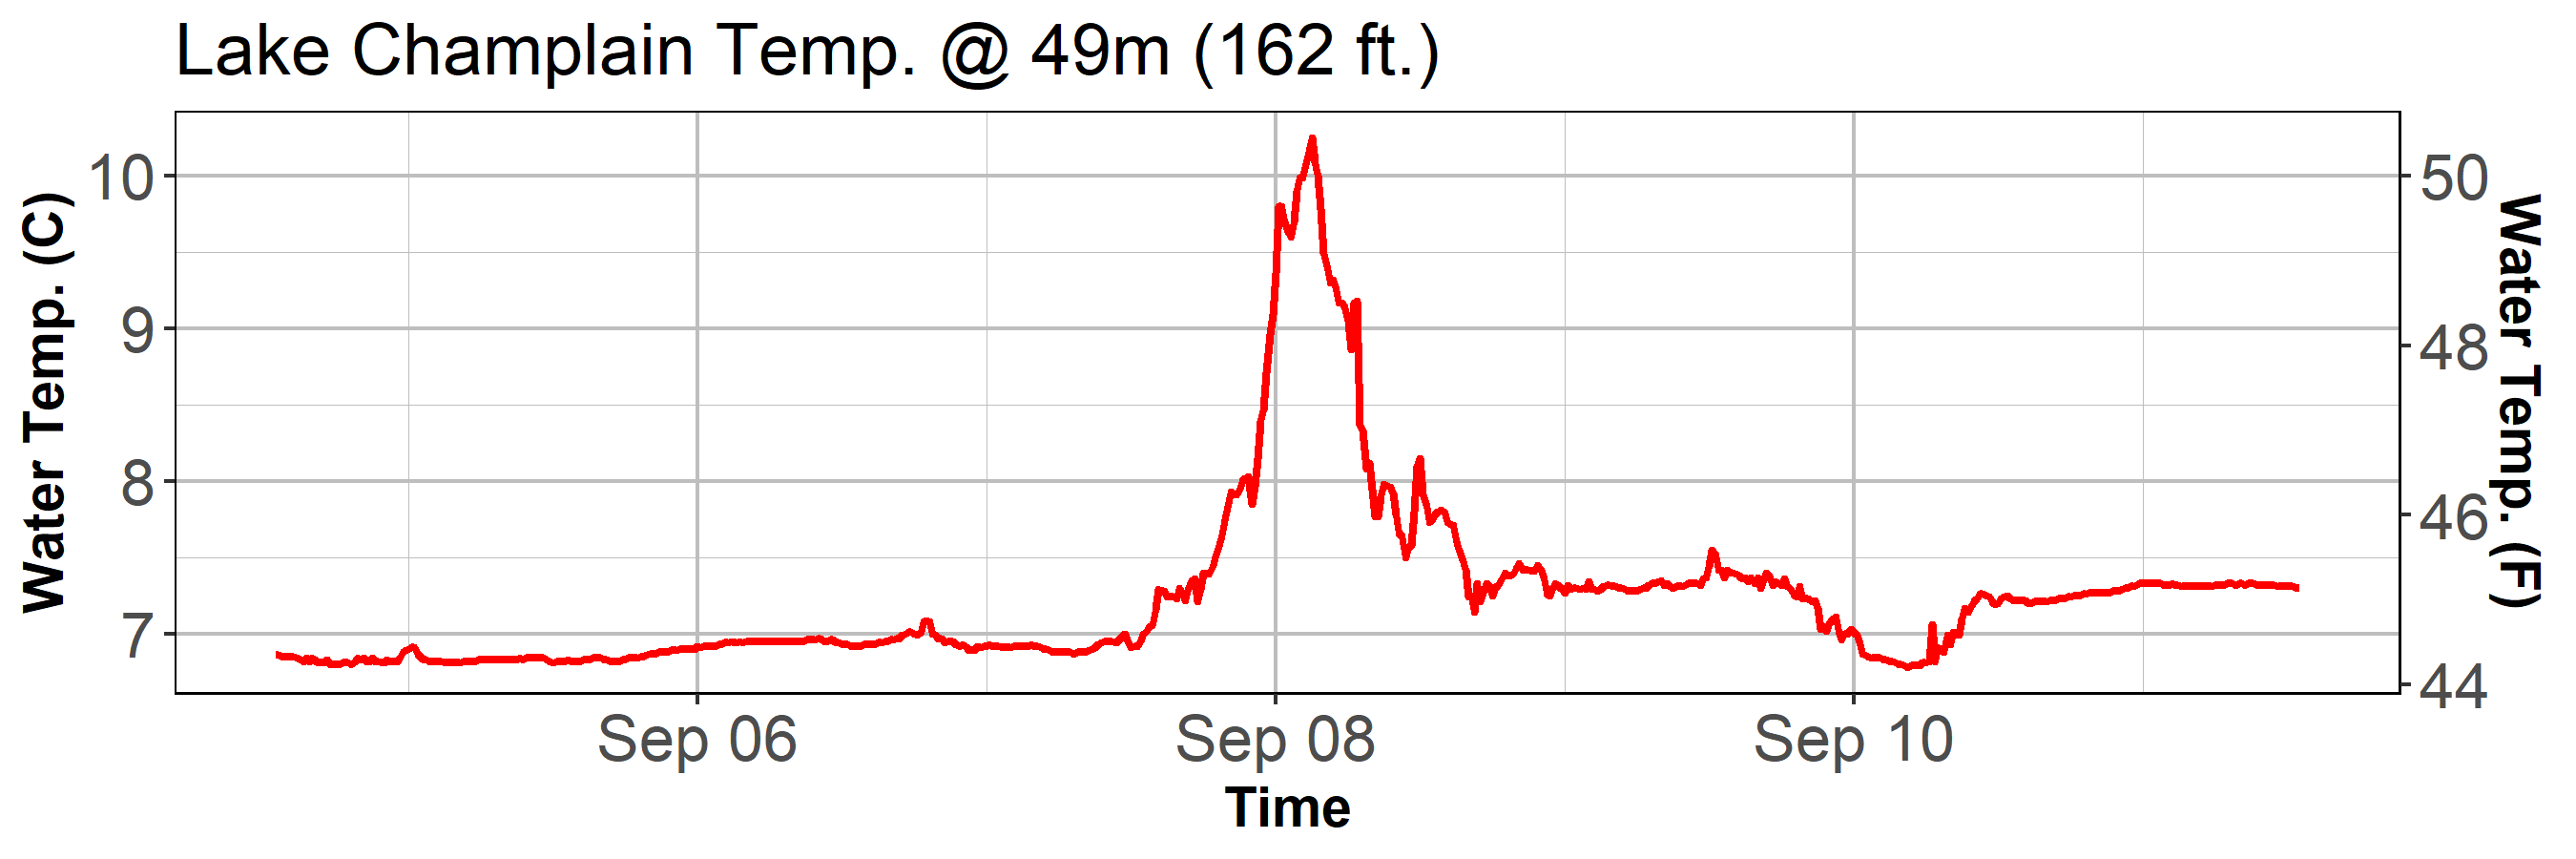 Lake Champlain Temp. @ 49m (162 ft.)
Water Temp. (C)
10
9
8
7
50
48
46
44
Water Temp. (F)
Sep 06
Sep 08
Sep 10
Time